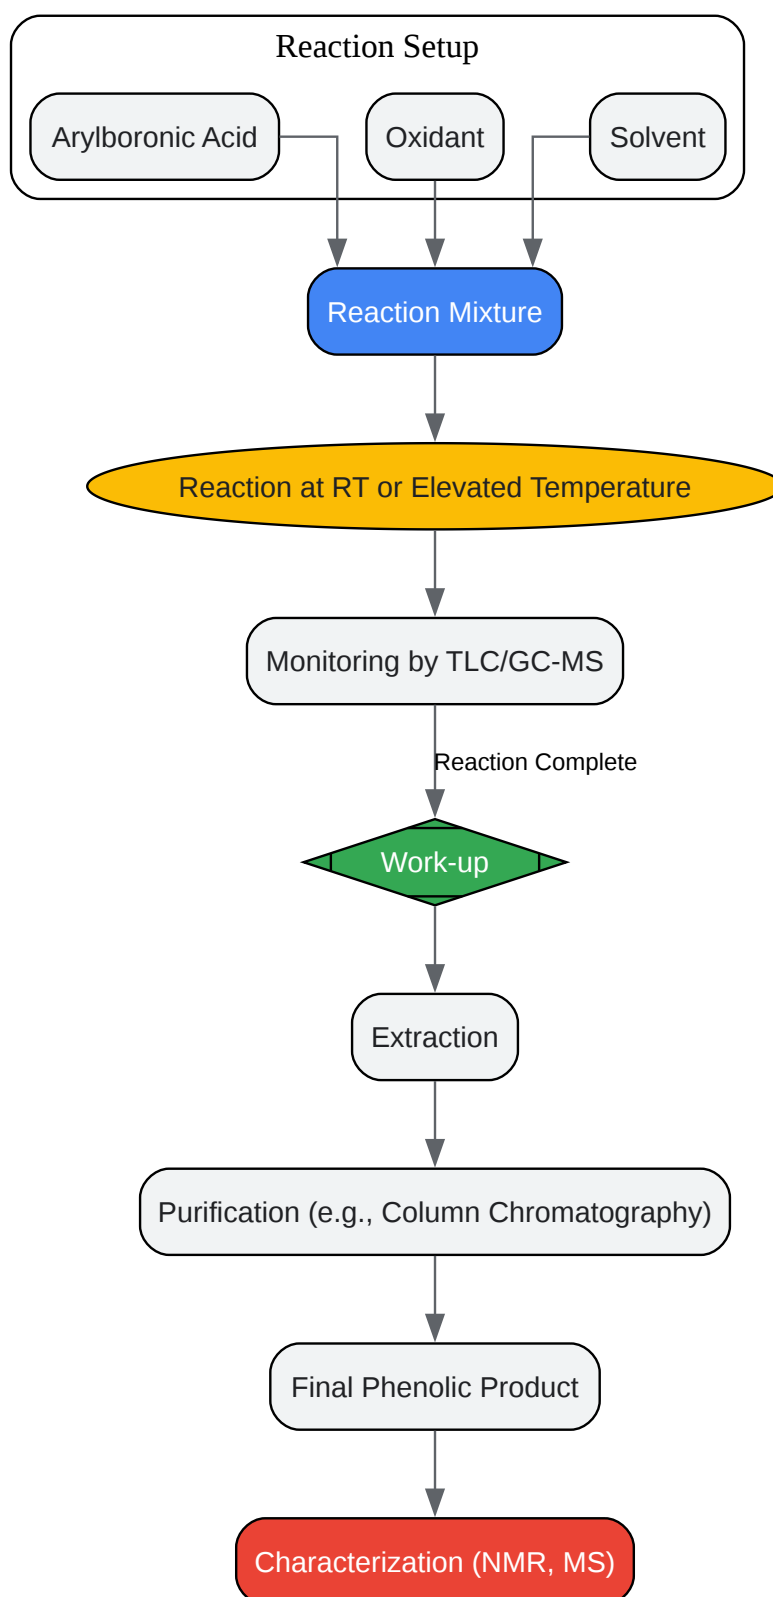 Reaction Setup
Arylboronic Acid
Oxidant
Solvent
Reaction Mixture
Reaction at RT or Elevated Temperature
Monitoring by TLC/GC-MS
Reaction Complete
Work-up
Extraction
Purification (e.g., Column Chromatography)
Final Phenolic Product
Characterization (NMR, MS)